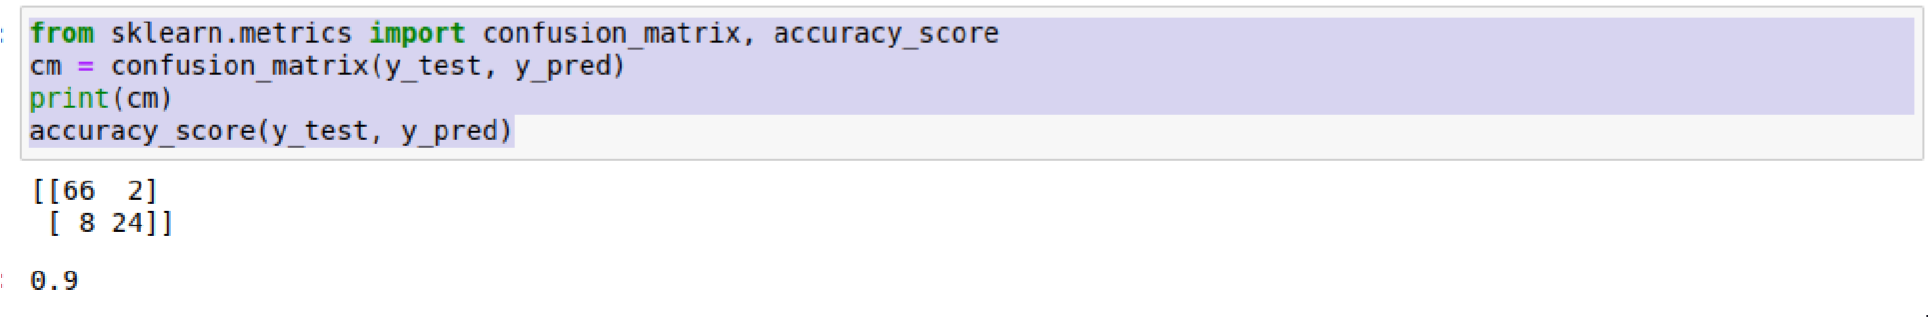 from sklearn.metrics import confusion_matrix, accuracy_score
cm = confusion_matrix(y_test, y_pred)
print(cm)
accuracy_score(y_test, y_pred)
[[66  2]
 [ 8 24]]
0.9